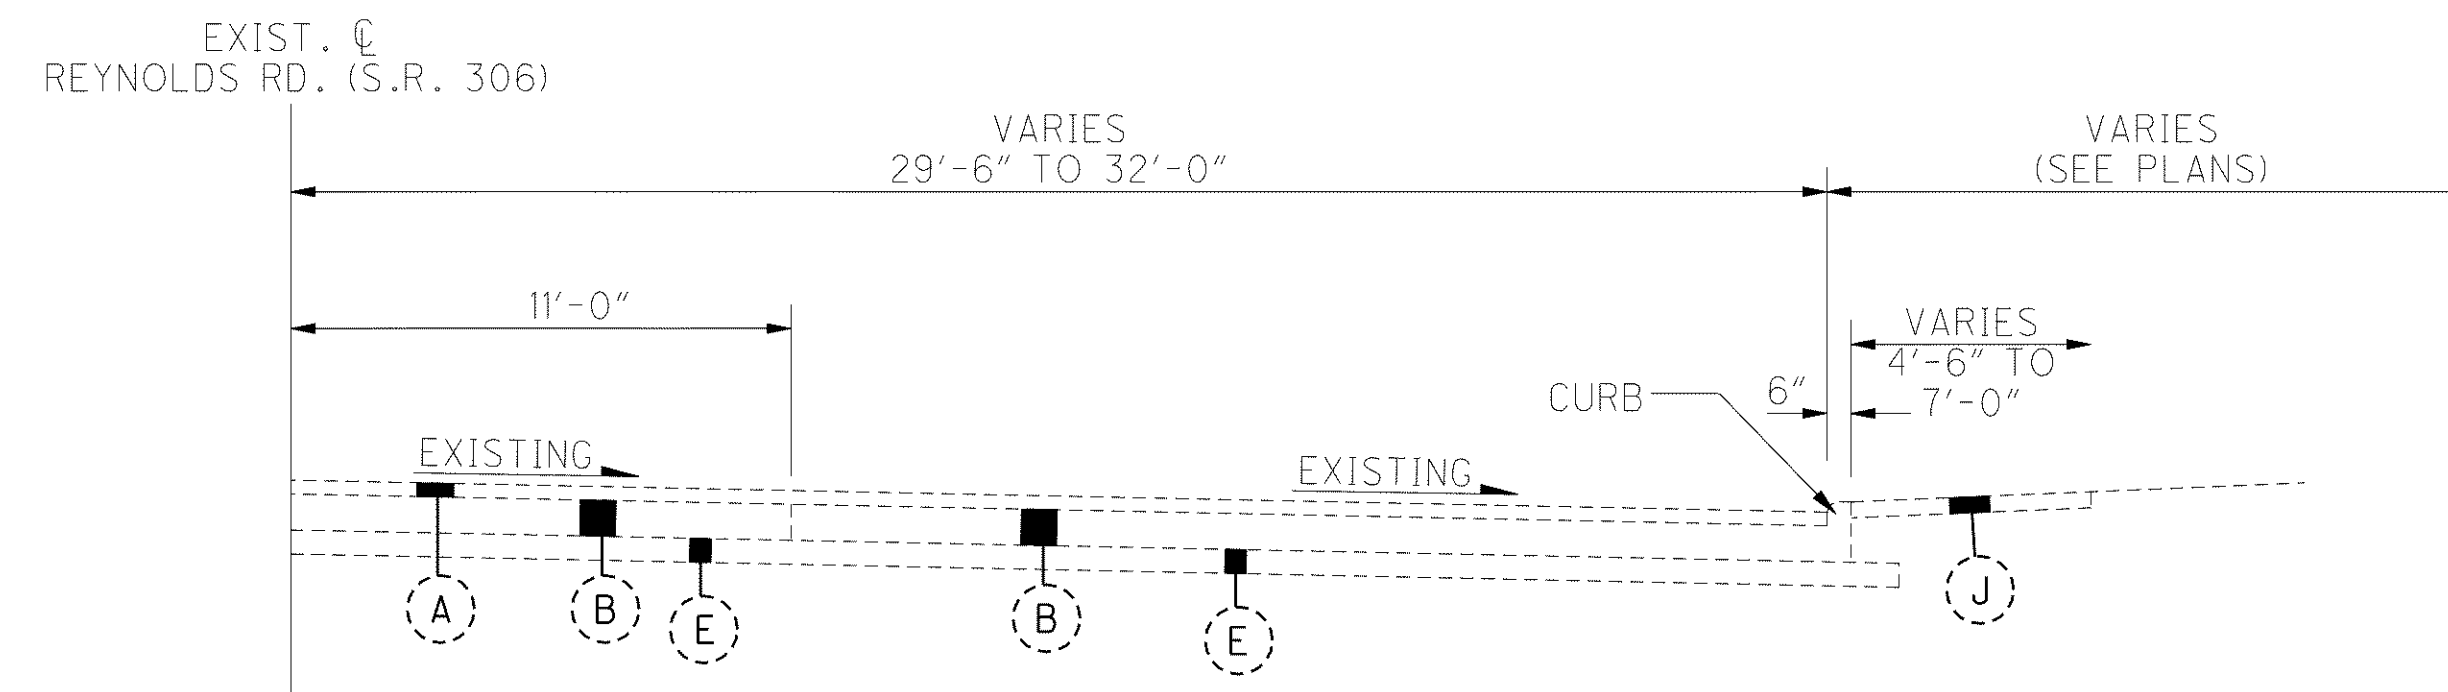 EXIST. ℄
REYNOLDS RD. (S.R. 306)
VARIES
29'-6" TO 32'-0"
VARIES
(SEE PLANS)
11'-0"
VARIES
4'-6" TO
7'-0"
6"
CURB
EXISTING
EXISTING
A
B
E
B
E
J